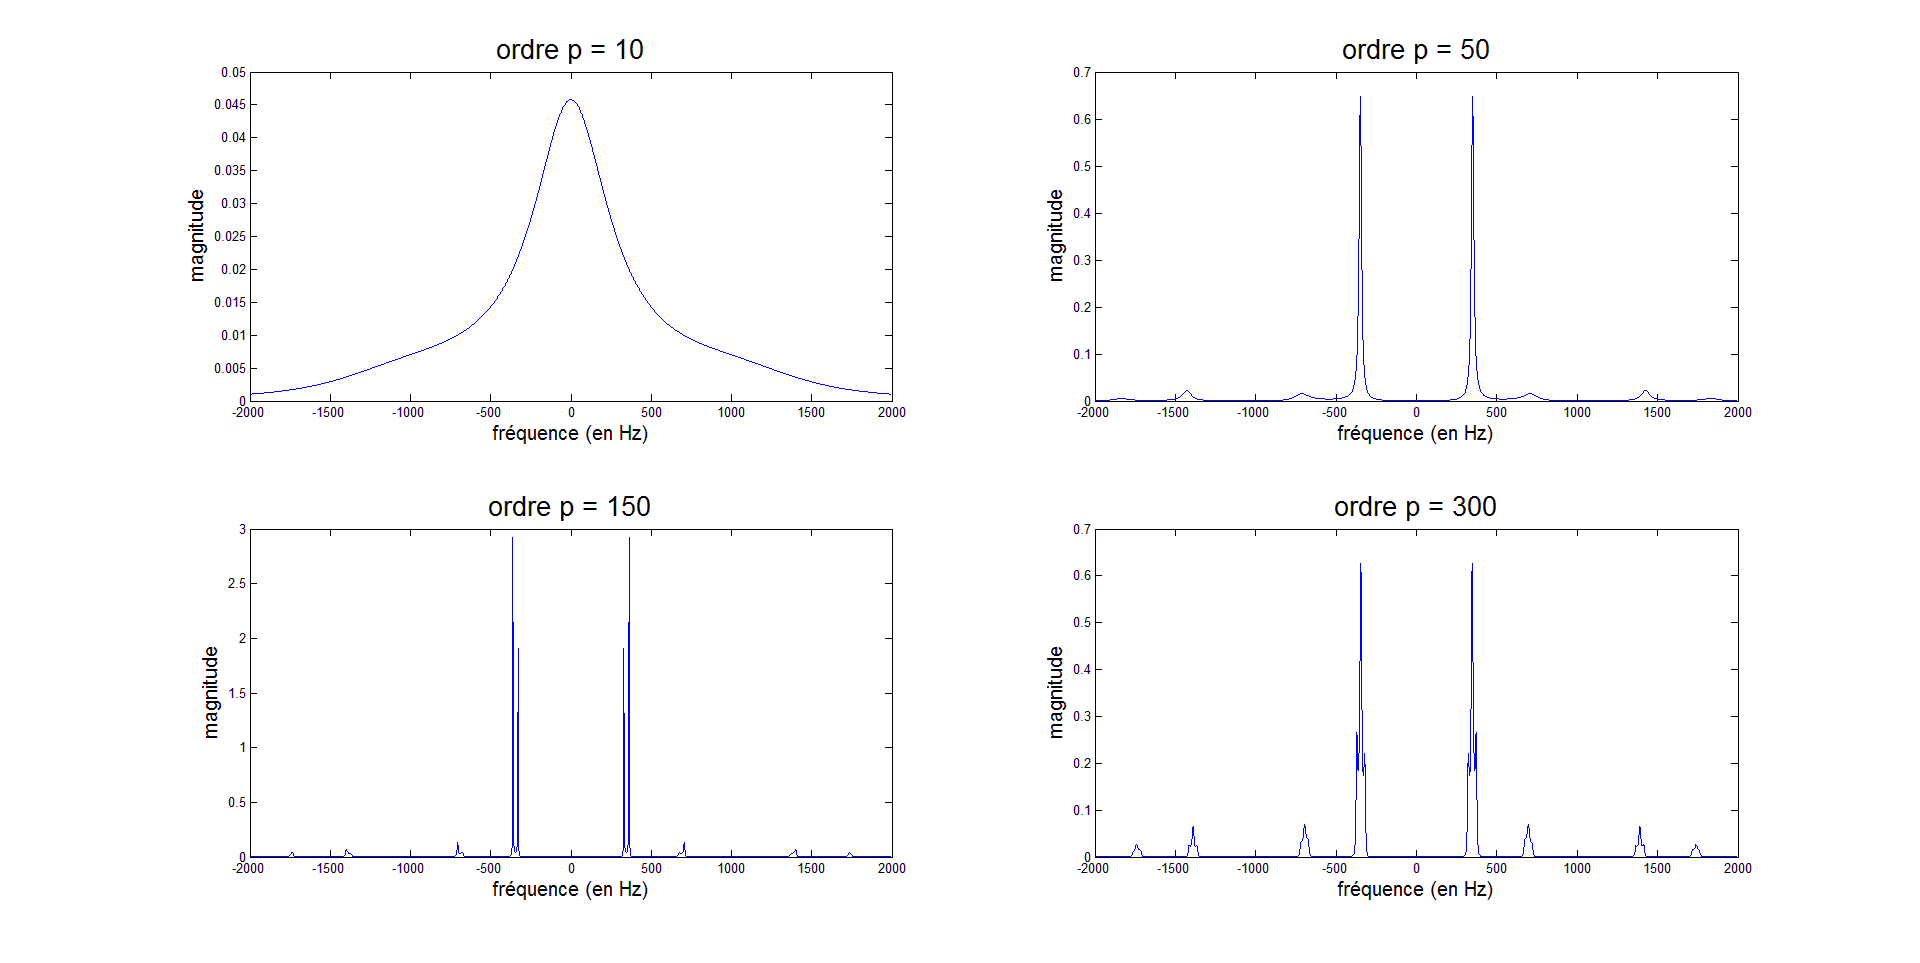 ordre p = 10
0.05
0.045
0.04
0.035
0.03
0.025
0.02
0.015
0.01
0.005
0
magnitude
-2000 -1500 -1000 -500 0 500 1000 1500 2000
fréquence (en Hz)
ordre p = 50
0.7
0.6
0.5
0.4
0.3
0.2
0.1
0
magnitude
-2000 -1500 -1000 -500 0 500 1000 1500 2000
fréquence (en Hz)
ordre p = 150
3
2.5
2
1.5
1
0.5
0
magnitude
-2000 -1500 -1000 -500 0 500 1000 1500 2000
fréquence (en Hz)
ordre p = 300
0.7
0.6
0.5
0.4
0.3
0.2
0.1
0
magnitude
-2000 -1500 -1000 -500 0 500 1000 1500 2000
fréquence (en Hz)